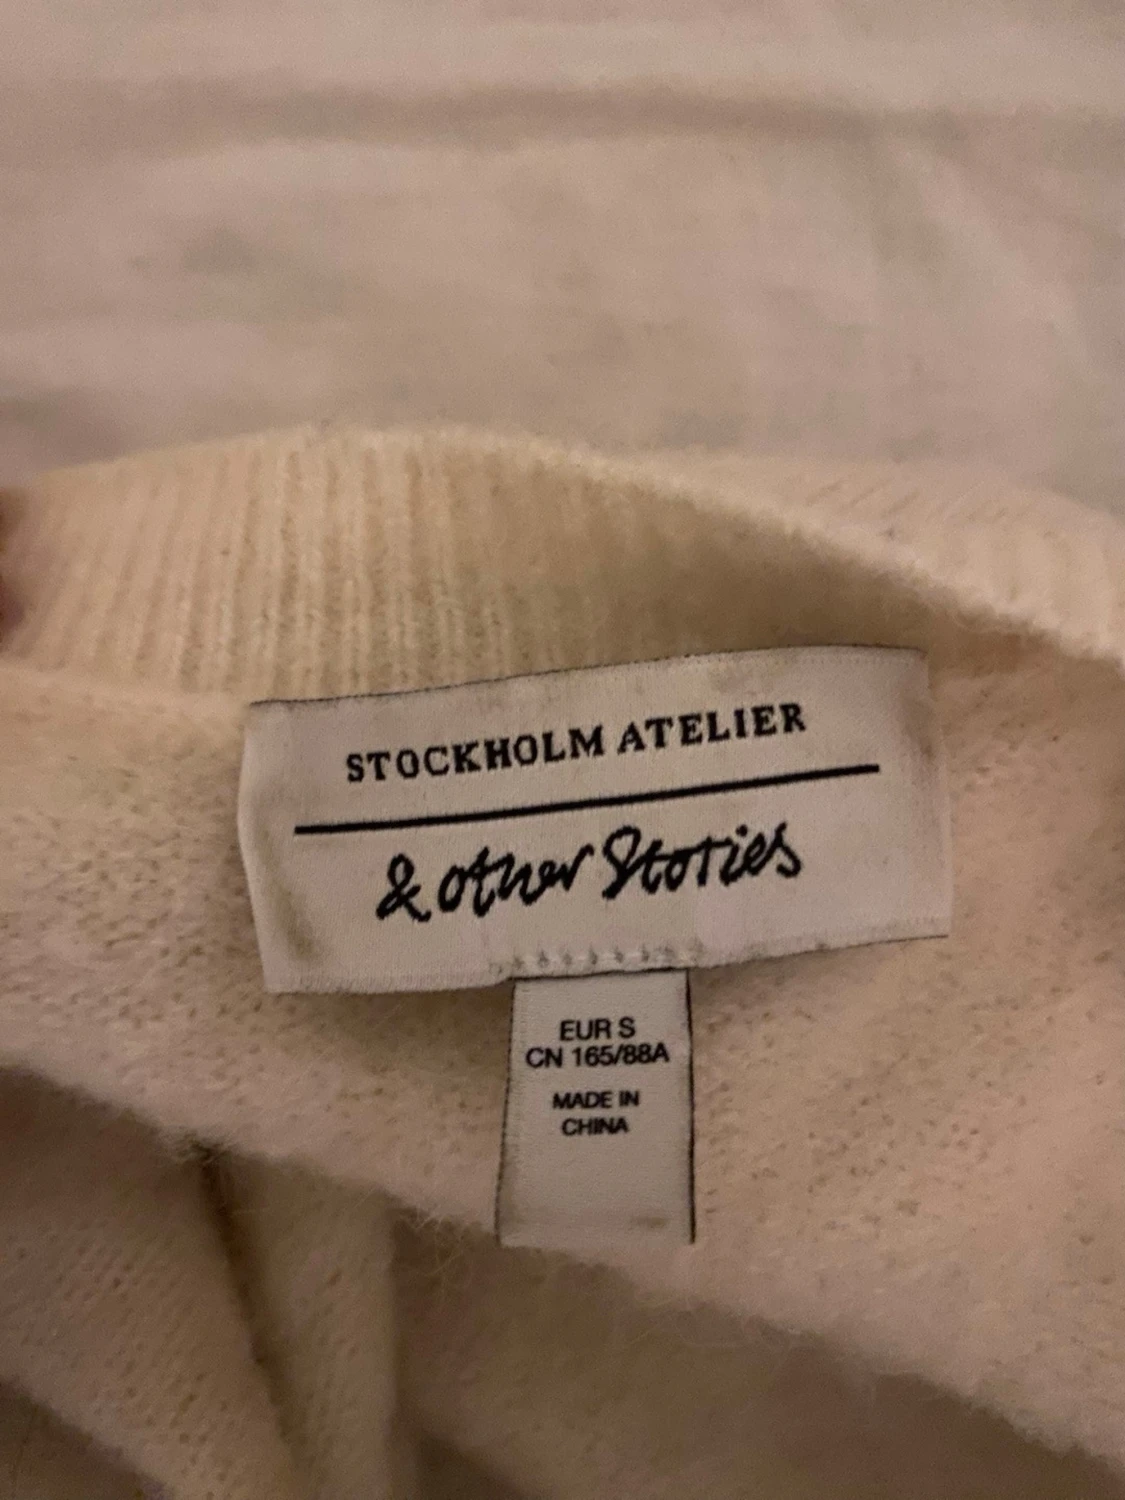 STOCKHOLM ATELIER
& other Stories
EUR S
CN 165/88A
MADE IN
CHINA